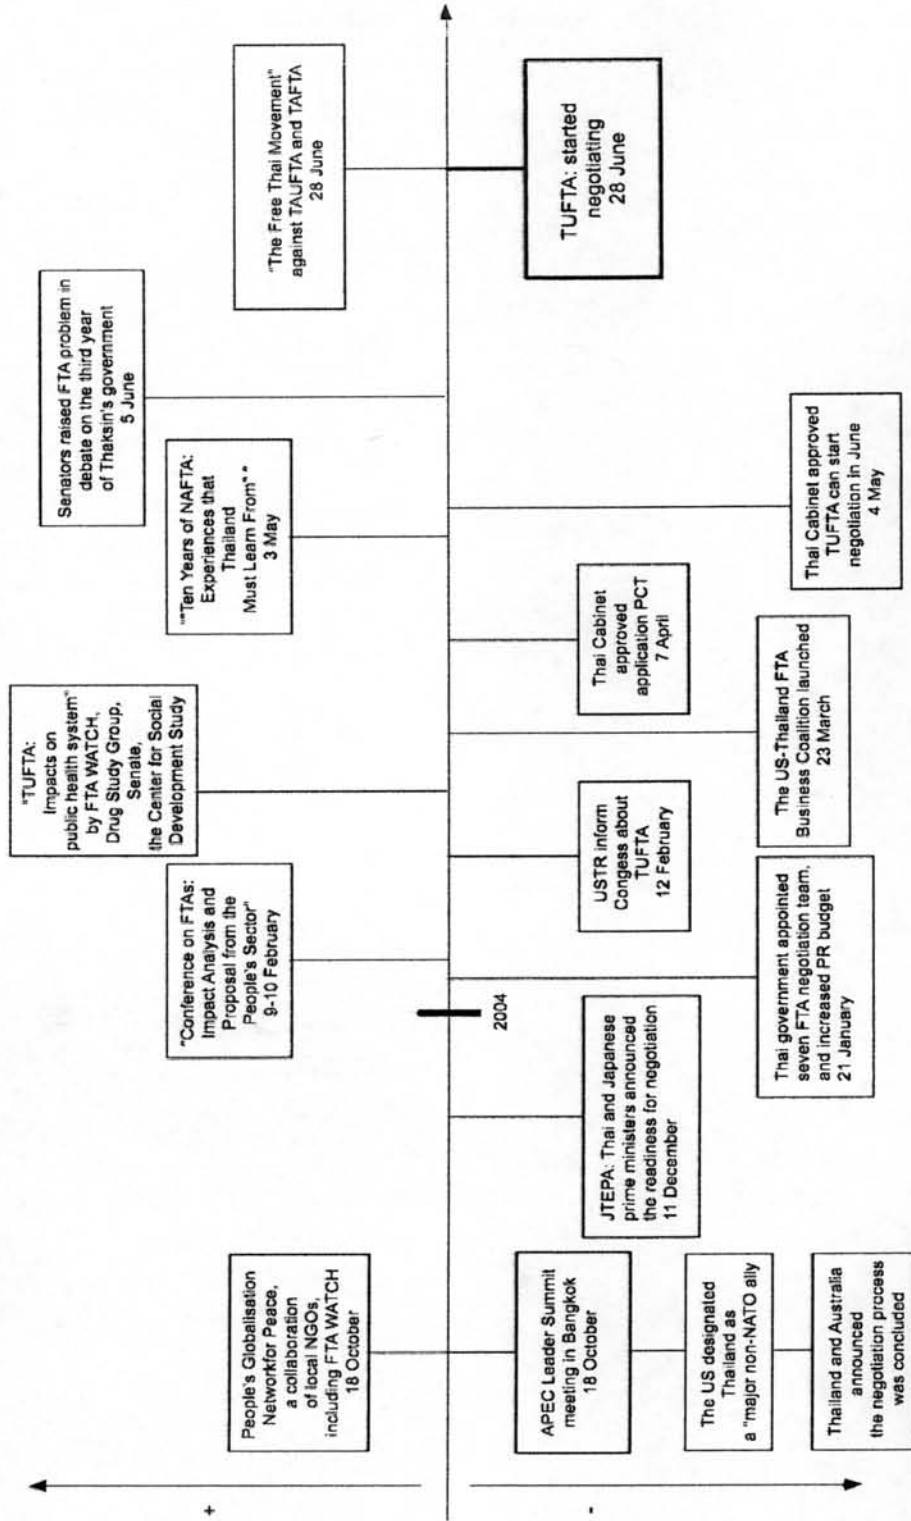 +
-
People's Globalisation
Networkfor Peace,
a collaboration
of local NGOs,
including FTA WATCH
18 October
"Conference on FTAs:
Impact Analysis and
Proposal from the
People's Sector"
9-10 February
"TUFTA:
Impacts on
public health system"
by FTA WATCH,
Drug Study Group,
Senate,
the Center for Social
Development Study
""Ten Years of NAFTA:
Experiences that
Thailand
Must Learn From" "
3 May
Senators raised FTA problem in
debate on the third year
of Thaksin's government
5 June
"The Free Thai Movement"
against TAUFTA and TAFTA
28 June
2004
APEC Leader Summit
meeting in Bangkok
18 October
The US designated
Thailand as
a "major non-NATO ally
Thailand and Australia
announced
the negotiation process
was concluded
JTEPA: Thai and Japanese
prime ministers announced
the readiness for negotiation
11 December
Thai government appointed
seven FTA negotiation team,
and increased PR budget
21 January
USTR inform
Congess about
TUFTA
12 February
The US-Thailand FTA
Business Coalition launched
23 March
Thai Cabinet
approved
application PCT
7 April
Thai Cabinet approved
TUFTA can start
negotiation in June
4 May
TUFTA: started
negotiating
28 June